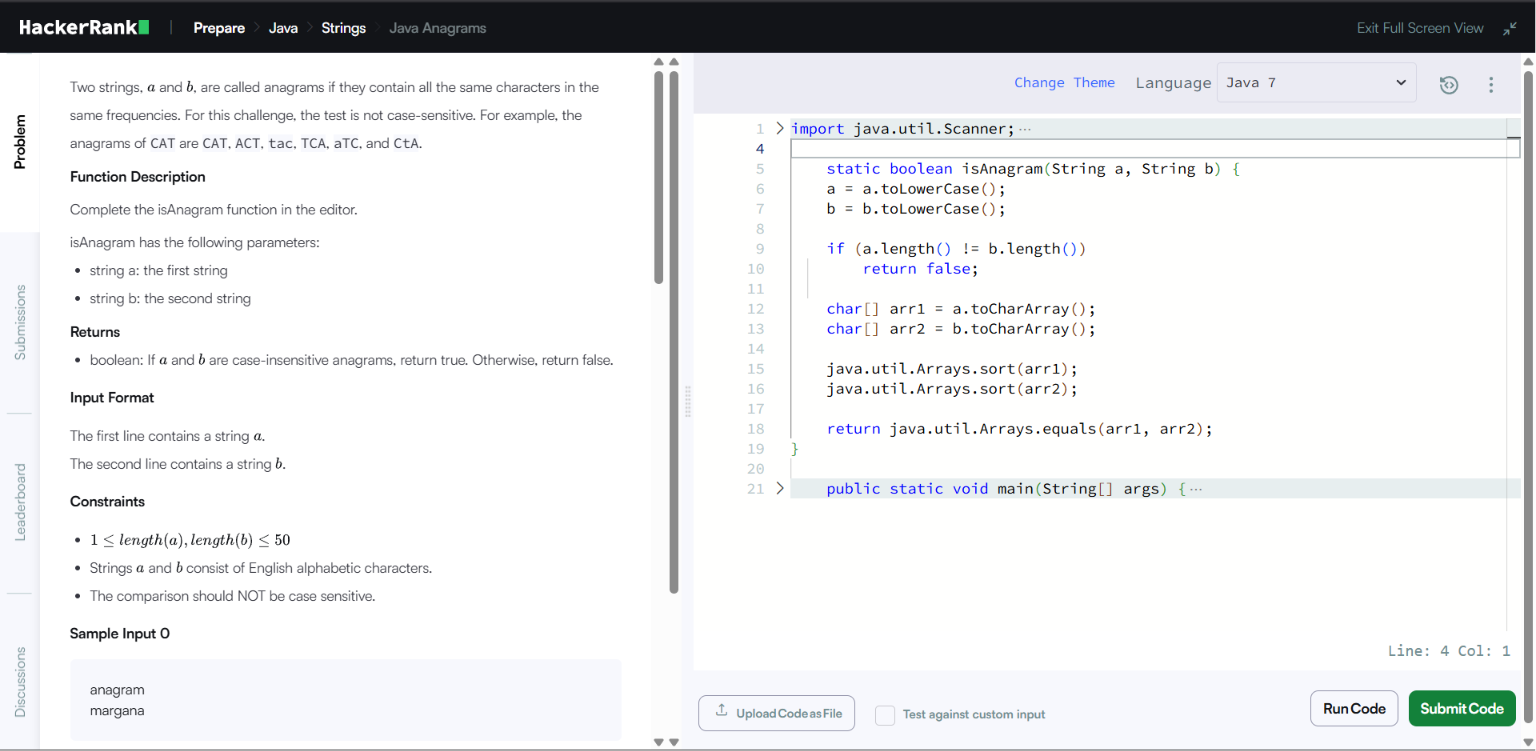 HackerRank | Prepare > Java > Strings > Java Anagrams
Exit Full Screen View
Problem
Submissions
Leaderboard
Discussions
Two strings, a and b, are called anagrams if they contain all the same characters in the
same frequencies. For this challenge, the test is not case-sensitive. For example, the
anagrams of CAT are CAT, ACT, tac, TCA, aTC, and CtA.
Function Description
Complete the isAnagram function in the editor.
isAnagram has the following parameters:
• string a: the first string
• string b: the second string
Returns
• boolean: If a and b are case-insensitive anagrams, return true. Otherwise, return false.
Input Format
The first line contains a string a.
The second line contains a string b.
Constraints
• 1 ≤ length(a), length(b) ≤ 50
• Strings a and b consist of English alphabetic characters.
• The comparison should NOT be case sensitive.
Sample Input 0
anagram
margana
Change Theme Language Java 7
1 import java.util.Scanner; ···
4
5 static boolean isAnagram(String a, String b) {
6 a = a.toLowerCase();
7 b = b.toLowerCase();
8
9 if (a.length() != b.length())
10 return false;
11
12 char[] arr1 = a.toCharArray();
13 char[] arr2 = b.toCharArray();
14
15 java.util.Arrays.sort(arr1);
16 java.util.Arrays.sort(arr2);
17
18 return java.util.Arrays.equals(arr1, arr2);
19 }
20
21 public static void main(String[] args) { ···
Line: 4 Col: 1
Upload Code as File
Test against custom input
Run Code
Submit Code